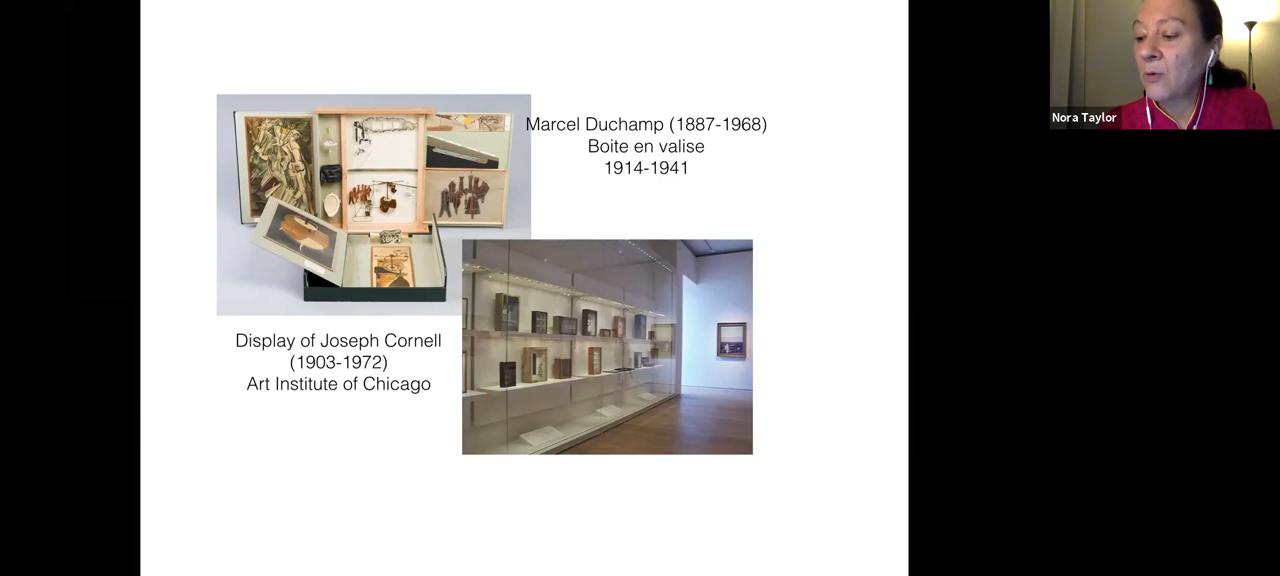 Marcel Duchamp (1887-1968)
Boite en valise
1914-1941
Nora Taylor
Display of Joseph Cornell
(1903-1972)
Art Institute of Chicago